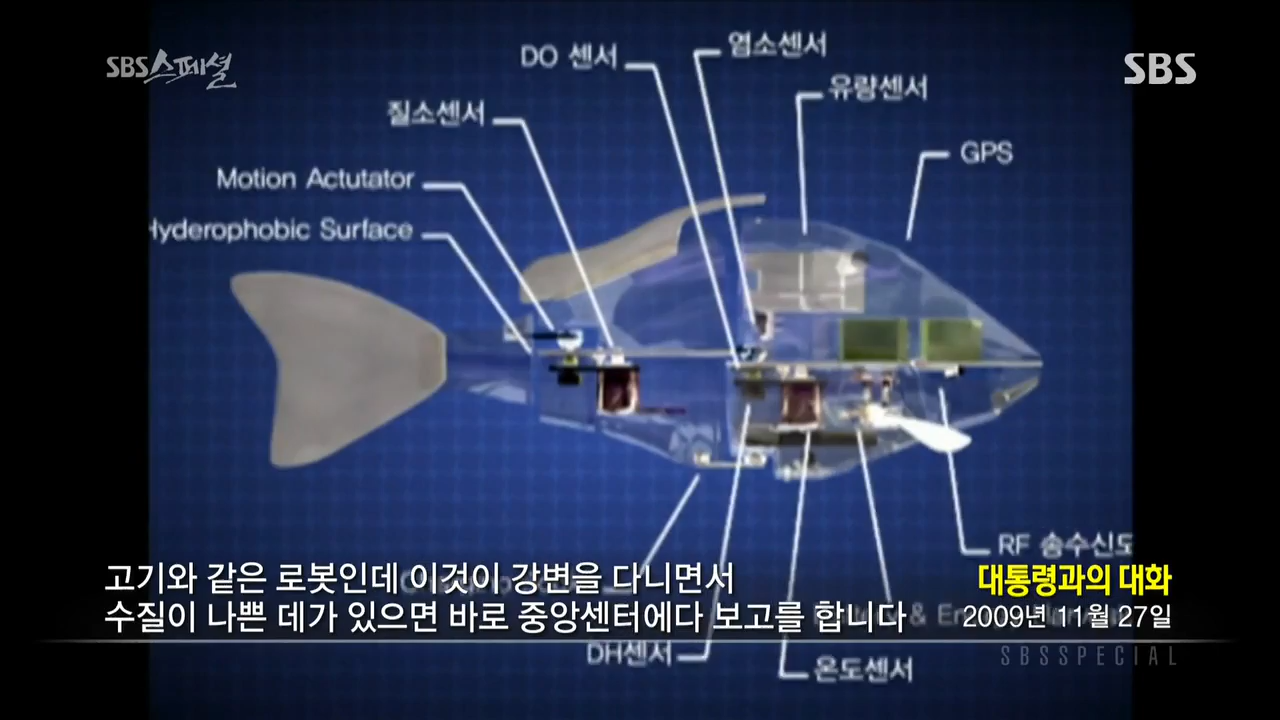 SBS스페셜
SBS
DO 센서
염소센서
유량센서
질소센서
GPS
Motion Actutator
Hyderophobic Surface
RF 송수신
고기와 같은 로봇인데 이것이 강변을 다니면서
수질이 나쁜 데가 있으면 바로 중앙센터에다 보고를 합니다
대통령과의 대화
2009년 11월 27일
DH센서
온도센서
SBSSPECIAL